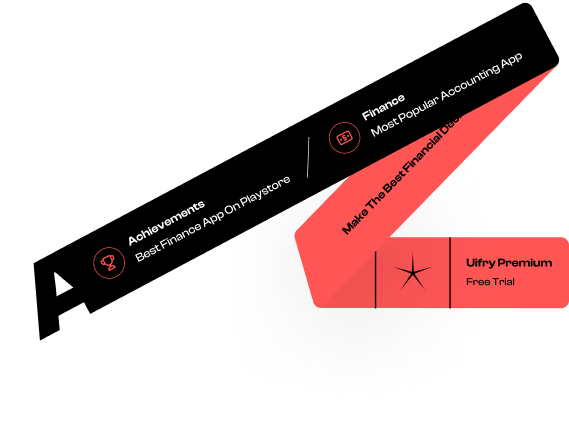 Achievements
Best Finance App On Playstore
Finance
Most Popular Accounting App
Make The Best Financial
Uifry Premium
Free Trial
A